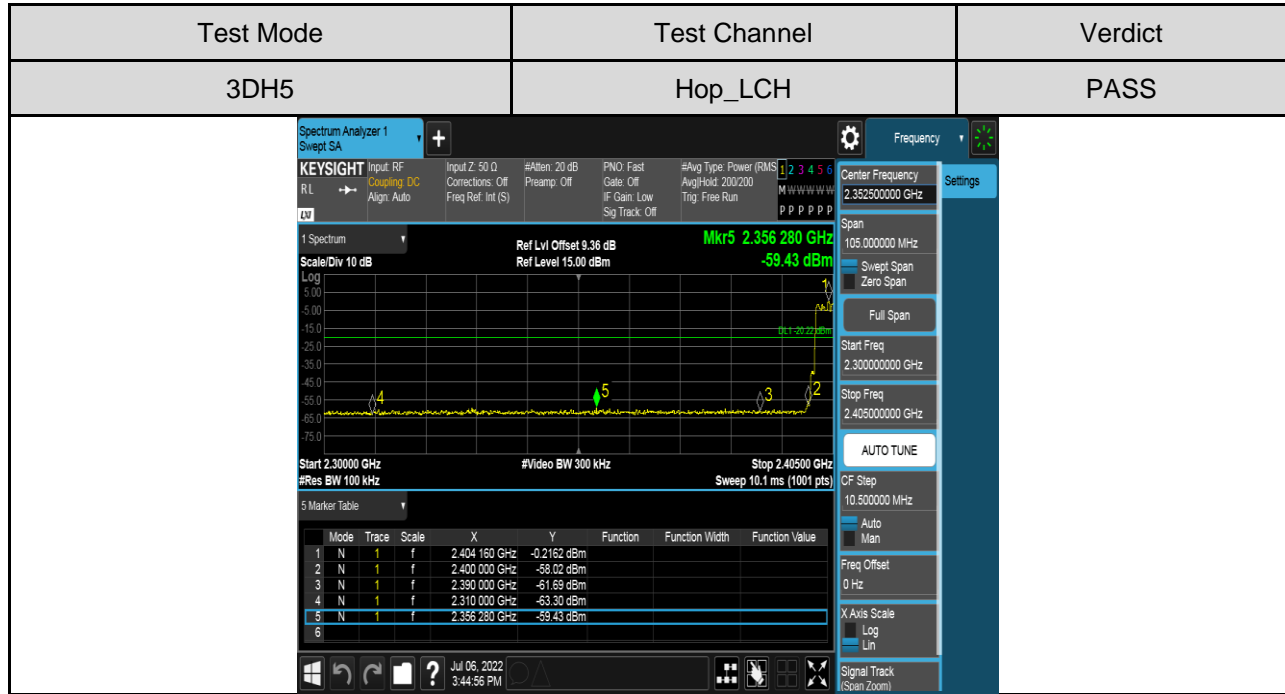 Test Mode Test Channel Verdict
3DH5 Hop_LCH PASS
Spectrum Analyzer 1
Swept SA
+
Frequency
KEYSIGHT
RL
LXI
Input: RF
Coupling: DC
Align: Auto
Input Z: 50 Ω
Corrections: Off
Freq Ref: Int (S)
#Atten: 20 dB
Preamp: Off
PNO: Fast
Gate: Off
IF Gain: Low
Sig Track: Off
#Avg Type: Power (RMS
Avg|Hold: 200/200
Trig: Free Run
1 2 3 4 5 6
M W W W W W
P P P P P P
1 Spectrum
Scale/Div 10 dB
Ref Lvl Offset 9.36 dB
Ref Level 15.00 dBm
Mkr5 2.356 280 GHz
-59.43 dBm
Log
5.00
-5.00
-15.0
-25.0
-35.0
-45.0
-55.0
-65.0
-75.0
DL1 -20.22 dBm
1
4
5
3
2
Start 2.30000 GHz
#Res BW 100 kHz
#Video BW 300 kHz
Stop 2.40500 GHz
Sweep 10.1 ms (1001 pts)
5 Marker Table
Mode Trace Scale X Y Function Function Width Function Value
1 N 1 f 2.404 160 GHz -0.2162 dBm
2 N 1 f 2.400 000 GHz -58.02 dBm
3 N 1 f 2.390 000 GHz -61.69 dBm
4 N 1 f 2.310 000 GHz -63.30 dBm
5 N 1 f 2.356 280 GHz -59.43 dBm
6
?
Jul 06, 2022
3:44:56 PM
Center Frequency
2.352500000 GHz
Settings
Span
105.000000 MHz
Swept Span
Zero Span
Full Span
Start Freq
2.300000000 GHz
Stop Freq
2.405000000 GHz
AUTO TUNE
CF Step
10.500000 MHz
Auto
Man
Freq Offset
0 Hz
X Axis Scale
Log
Lin
Signal Track
(Span Zoom)